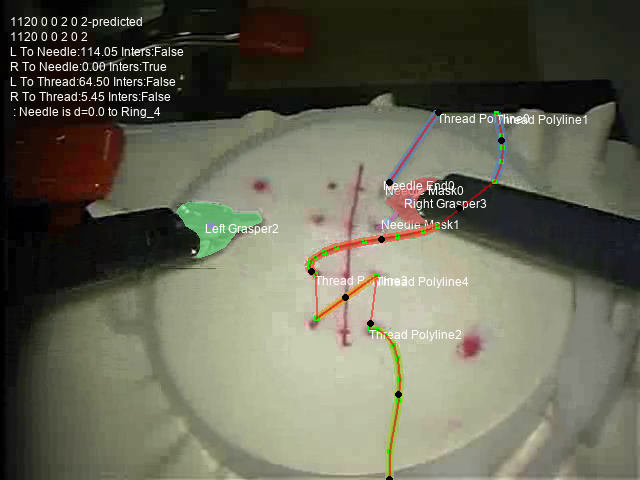 1120 0 0 2 0 2-predicted
1120 0 0 2 0 2
L To Needle:114.05 Inters:False
R To Needle:0.00 Inters:True
L To Thread:64.50 Inters:False
R To Thread:5.45 Inters:False
: Needle is d=0.0 to Ring_4
Thread Polyline1
Needle End0
Needle Mask0
Right Grasper3
Left Grasper2
Needle Mask1
Thread Polyline4
Thread Polyline2